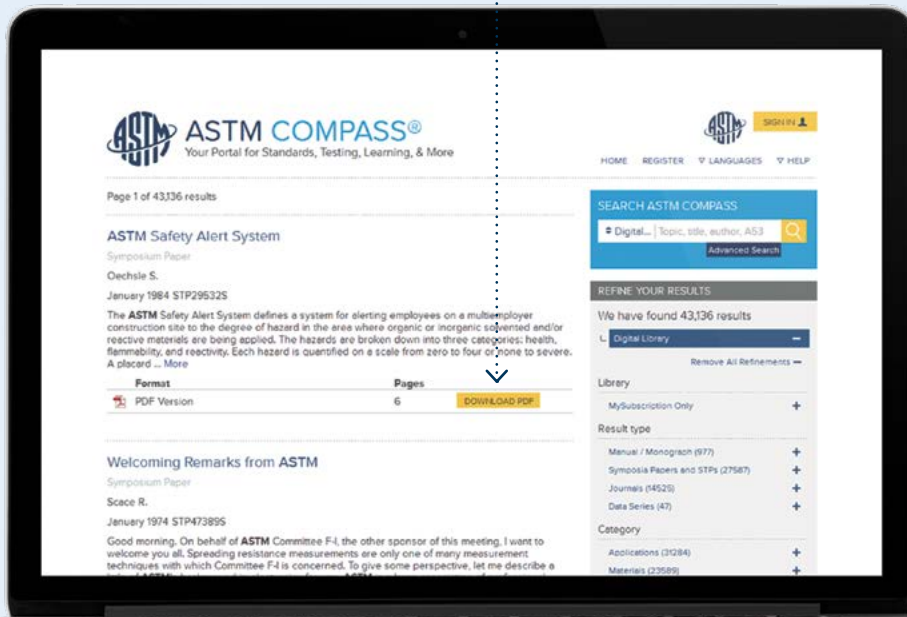 ASTM
ASTM COMPASS®
Your Portal for Standards, Testing, Learning, & More
ASTM
SIGN IN
HOME REGISTER ∇ LANGUAGES ∇ HELP
Page 1 of 43,136 results
ASTM Safety Alert System
Symposium Paper
Oechsle S.
January 1984 STP29532S
The ASTM Safety Alert System defines a system for alerting employees on a multiemployer
construction site to the degree of hazard in the area where organic or inorganic solvented and/or
reactive materials are being applied. The hazards are broken down into three categories: health,
flammability, and reactivity. Each hazard is quantified on a scale from zero to four or none to severe.
A placard ... More
Format Pages
PDF Version 6 DOWNLOAD PDF
Welcoming Remarks from ASTM
Symposium Paper
Scace R.
January 1974 STP47389S
Good morning. On behalf of ASTM Committee F-I, the other sponsor of this meeting, I want to
welcome you all. Spreading resistance measurements are only one of many measurement
techniques with which Committee F-I is concerned. To give some perspective, let me describe a
SEARCH ASTM COMPASS
Digital... Topic, title, author, A53
Advanced Search
REFINE YOUR RESULTS
We have found 43,136 results
Digital Library −
Remove All Refinements −
Library
MySubscription Only +
Result type
Manual / Monograph (977) +
Symposia Papers and STPs (27587) +
Journals (14525) +
Data Series (47) +
Category
Applications (31284) +
Materials (23589) +